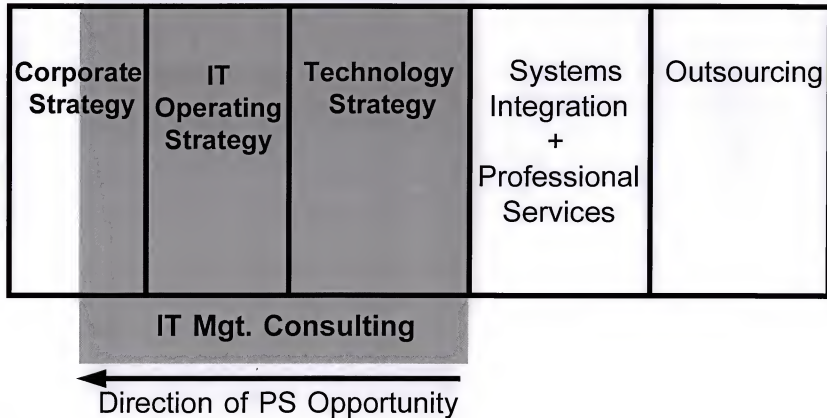 Corporate
Strategy
IT
Operating
Strategy
Technology
Strategy
Systems
Integration
+
Professional
Services
Outsourcing
IT Mgt. Consulting
Direction of PS Opportunity